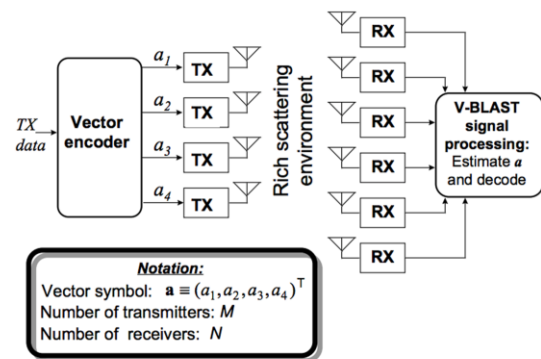 TX
data
Vector
encoder
a₁
a₂
a₃
a₄
TX
TX
TX
TX
Rich scattering
environment
RX
RX
RX
RX
RX
RX
V-BLAST
signal
processing:
Estimate a
and decode
Notation:
Vector symbol: a ≡ (a₁,a₂,a₃,a₄)ᵀ
Number of transmitters: M
Number of receivers: N